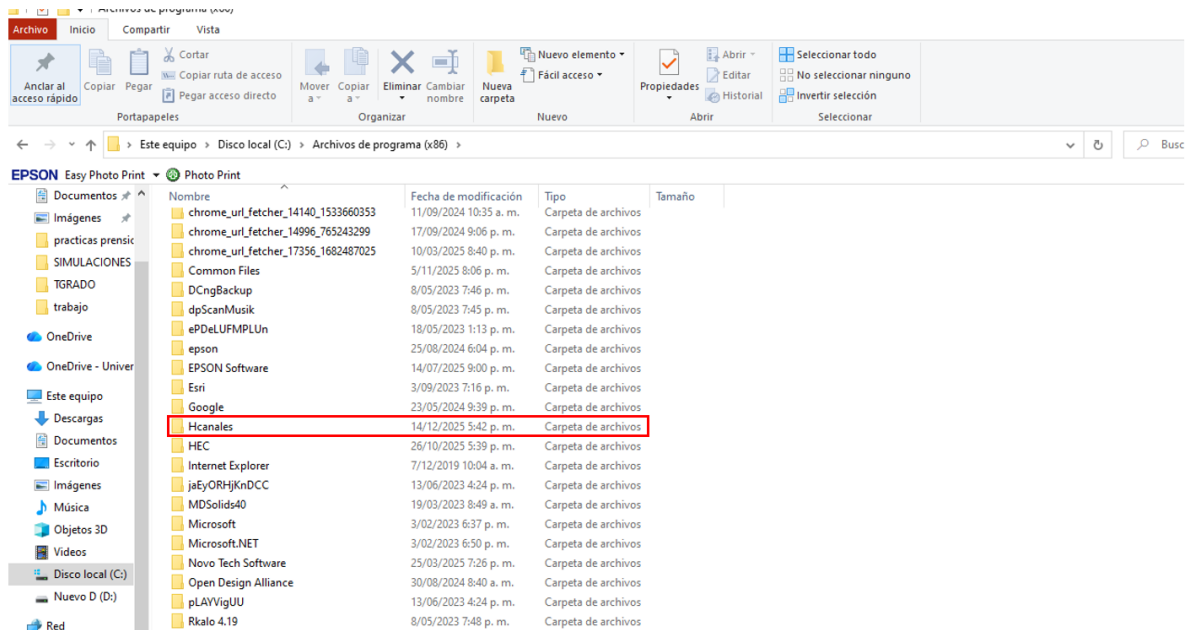 Archivos de programa (x86)
Archivo Inicio Compartir Vista
Anclar al acceso rápido
Copiar
Pegar
Cortar
Copiar ruta de acceso
Pegar acceso directo
Portapapeles
Mover a
Copiar a
Eliminar
Cambiar nombre
Organizar
Nueva carpeta
Nuevo elemento
Fácil acceso
Nuevo
Propiedades
Abrir
Editar
Historial
Abrir
Seleccionar todo
No seleccionar ninguno
Invertir selección
Seleccionar
Este equipo > Disco local (C:) > Archivos de programa (x86) >
Busc
EPSON Easy Photo Print Photo Print
Documentos
Imágenes
practicas prensic
SIMULACIONES
TGRADO
trabajo
OneDrive
OneDrive - Univer
Este equipo
Descargas
Documentos
Escritorio
Imágenes
Música
Objetos 3D
Videos
Disco local (C:)
Nuevo D (D:)
Red
Nombre Fecha de modificación Tipo Tamaño
chrome_url_fetcher_14140_1533660353 11/09/2024 10:35 a. m. Carpeta de archivos
chrome_url_fetcher_14996_765243299 17/09/2024 9:06 p. m. Carpeta de archivos
chrome_url_fetcher_17356_1682487025 10/03/2025 8:40 p. m. Carpeta de archivos
Common Files 5/11/2025 8:06 p. m. Carpeta de archivos
DCngBackup 8/05/2023 7:46 p. m. Carpeta de archivos
dpScanMusik 8/05/2023 7:45 p. m. Carpeta de archivos
ePDeLUFMPLUn 18/05/2023 1:13 p. m. Carpeta de archivos
epson 25/08/2024 6:04 p. m. Carpeta de archivos
EPSON Software 14/07/2025 9:00 p. m. Carpeta de archivos
Esri 3/09/2023 7:16 p. m. Carpeta de archivos
Google 23/05/2024 9:39 p. m. Carpeta de archivos
Hcanales 14/12/2025 5:42 p. m. Carpeta de archivos
HEC 26/10/2025 5:39 p. m. Carpeta de archivos
Internet Explorer 7/12/2019 10:04 a. m. Carpeta de archivos
jaEyORHjKnDCC 13/06/2023 4:24 p. m. Carpeta de archivos
MDSolids40 19/03/2023 8:49 a. m. Carpeta de archivos
Microsoft 3/02/2023 6:37 p. m. Carpeta de archivos
Microsoft.NET 3/02/2023 6:50 p. m. Carpeta de archivos
Novo Tech Software 25/03/2025 7:26 p. m. Carpeta de archivos
Open Design Alliance 30/08/2024 8:40 a. m. Carpeta de archivos
pLAYVigUU 13/06/2023 4:24 p. m. Carpeta de archivos
Rkalo 4.19 8/05/2023 7:48 p. m. Carpeta de archivos